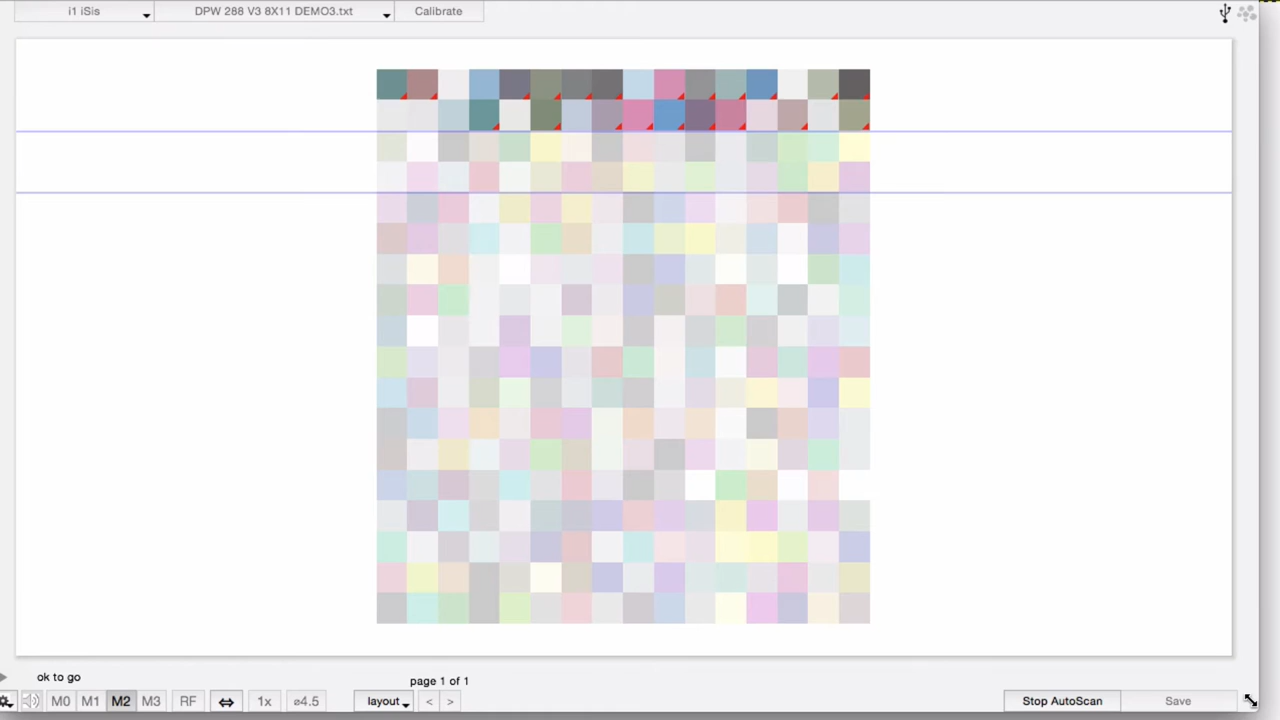 i1 iSis DPW 288 V3 8X11 DEMO3.txt Calibrate
ok to go
page 1 of 1
M0 M1 M2 M3 RF 1x ⌀4.5 layout < > Stop AutoScan Save